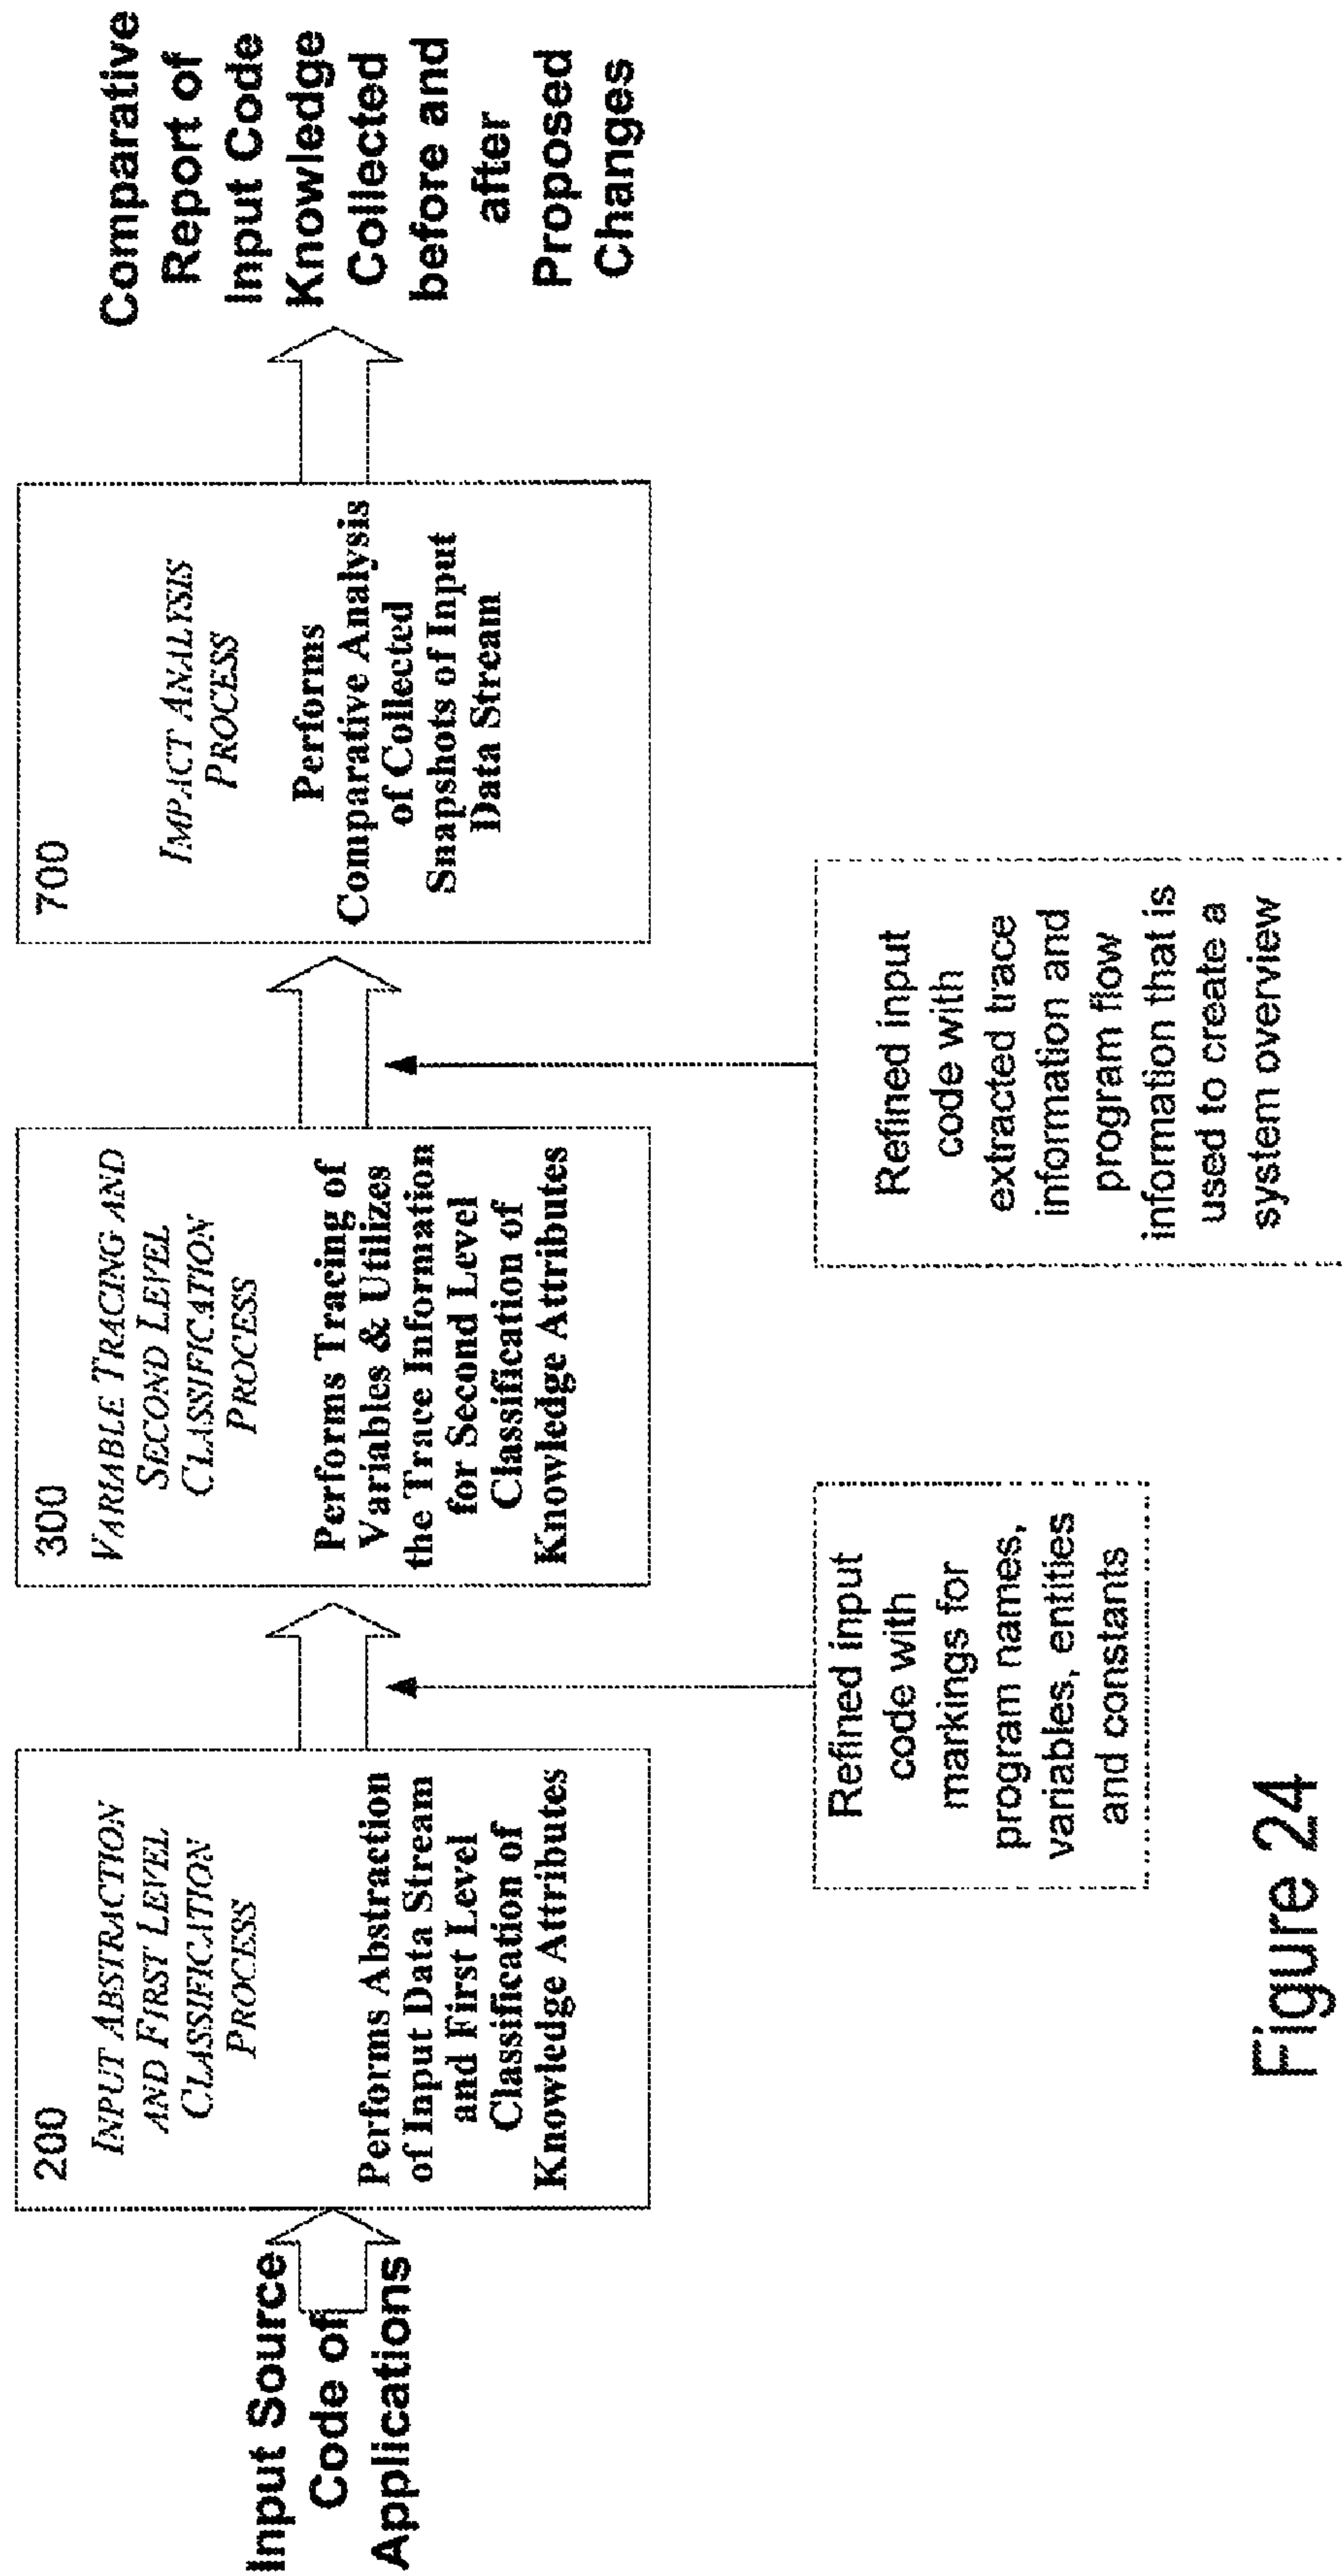 Input Source
Code of
Applications
200
INPUT ABSTRACTION
AND FIRST LEVEL
CLASSIFICATION
PROCESS
Performs Abstraction
of Input Data Stream
and First Level
Classification of
Knowledge Attributes
300
VARIABLE TRACING AND
SECOND LEVEL
CLASSIFICATION
PROCESS
Performs Tracing of
Variables & Utilizes
the Trace Information
for Second Level
Classification of
Knowledge Attributes
700
IMPACT ANALYSIS
PROCESS
Performs
Comparative Analysis
of Collected
Snapshots of Input
Data Stream
Comparative
Report of
Input Code
Knowledge
Collected
before and
after
Proposed
Changes
Refined input
code with
markings for
program names,
variables, entities
and constants
Refined input
code with
extracted trace
information and
program flow
information that is
used to create a
system overview
Figure 24